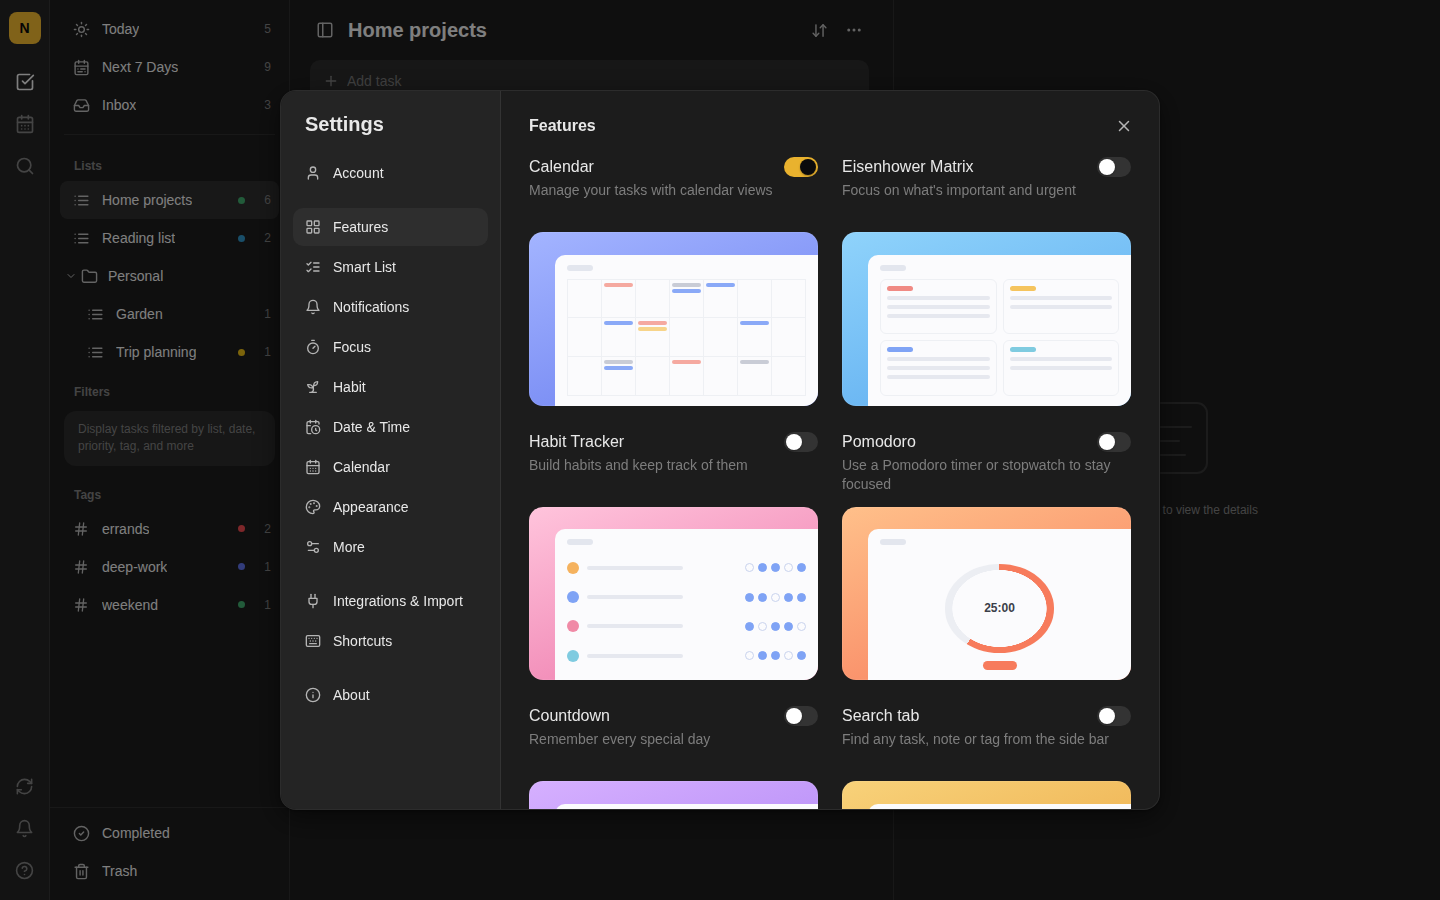 N
Today 5
Next 7 Days 9
Inbox 3
Lists
Home projects 6
Reading list 2
Personal
Garden 1
Trip planning 1
Filters
Display tasks filtered by list, date,
priority, tag, and more
Tags
errands 2
deep-work 1
weekend 1
Completed
Trash
Home projects
Add task
to view the details
Settings
Account
Features
Smart List
Notifications
Focus
Habit
Date & Time
Calendar
Appearance
More
Integrations & Import
Shortcuts
About
Features
Calendar
Manage your tasks with calendar views
Eisenhower Matrix
Focus on what's important and urgent
Habit Tracker
Build habits and keep track of them
Pomodoro
Use a Pomodoro timer or stopwatch to stay
focused
25:00
Countdown
Remember every special day
Search tab
Find any task, note or tag from the side bar